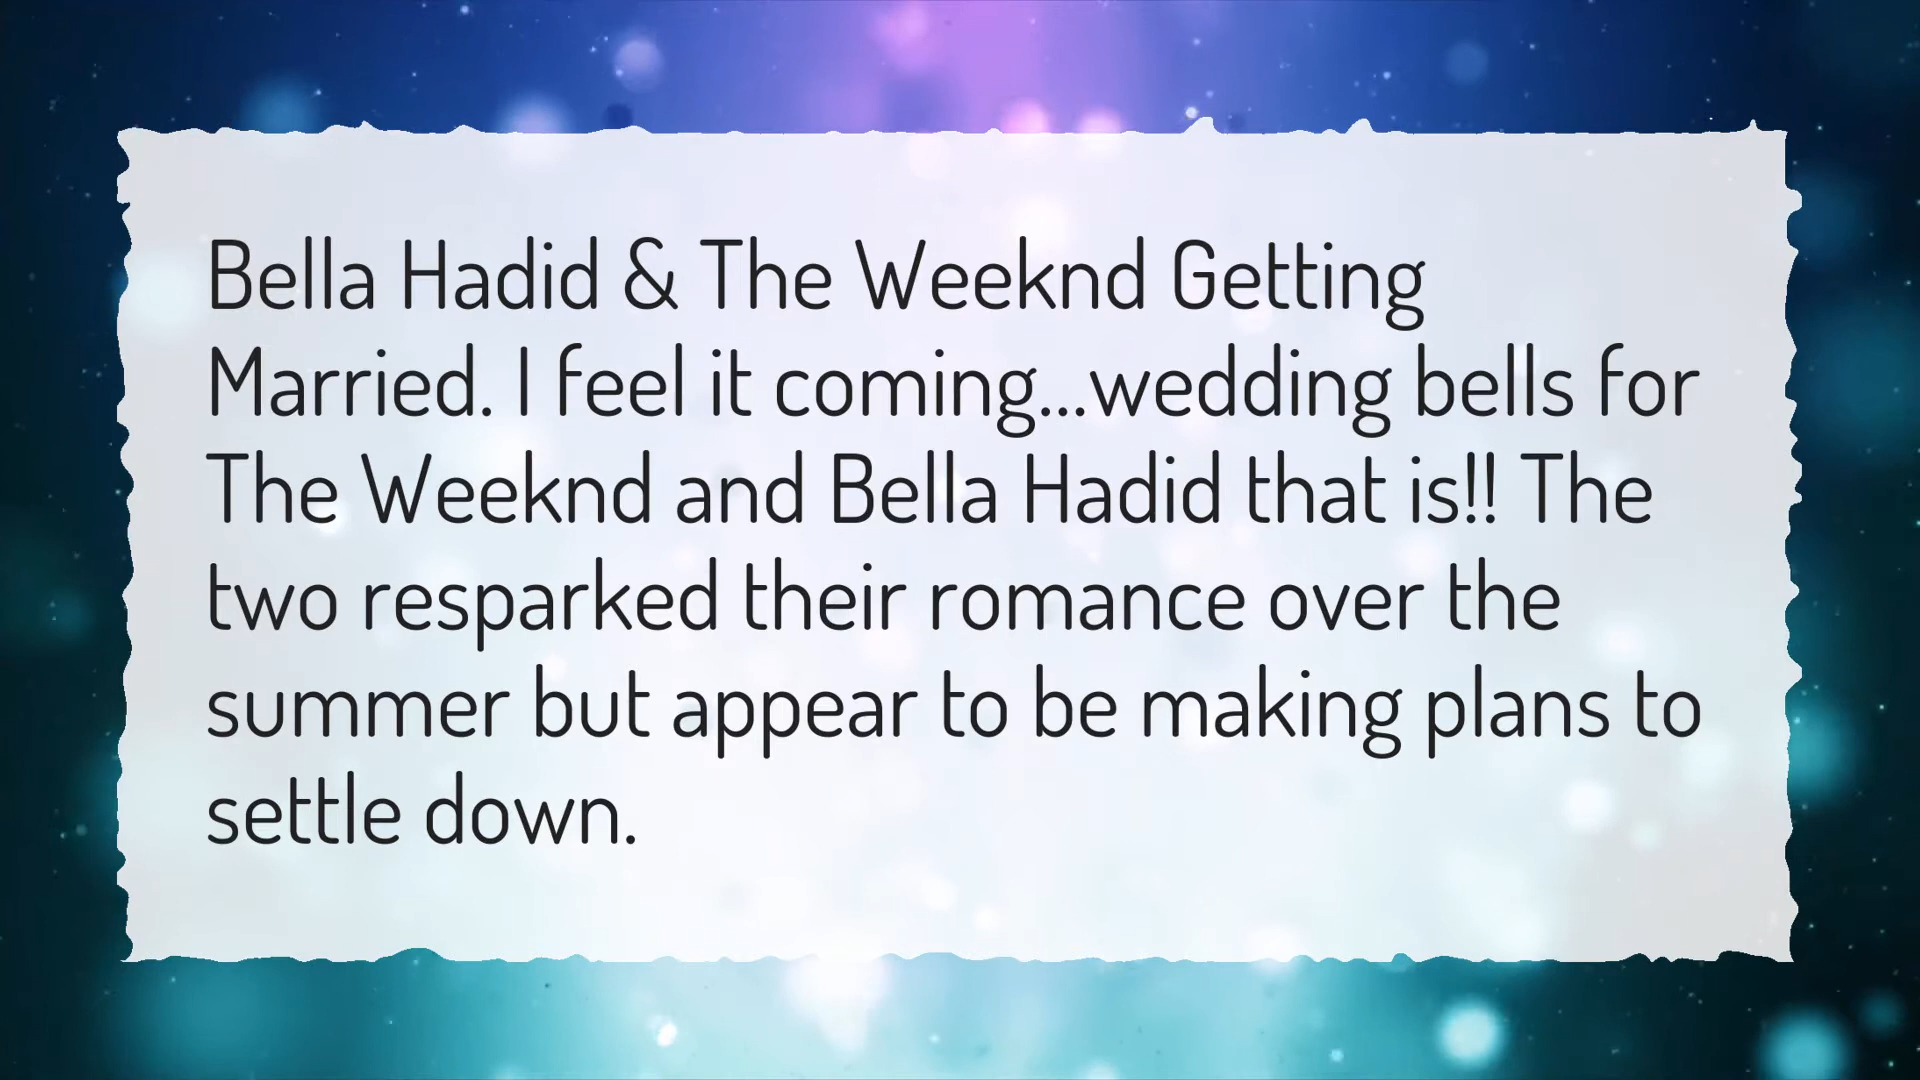 Bella Hadid & The Weeknd Getting
Married. I feel it coming...wedding bells for
The Weeknd and Bella Hadid that is!! The
two resparked their romance over the
summer but appear to be making plans to
settle down.